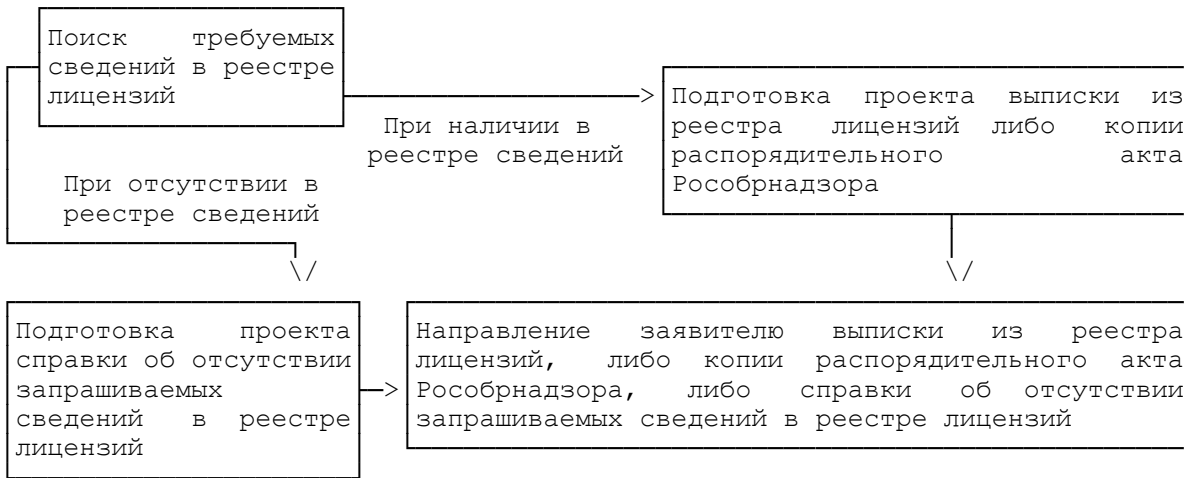 Поиск требуемых
сведений в реестре
лицензий
При наличии в
реестре сведений
Подготовка проекта выписки из
реестра лицензий либо копии
распорядительного акта
Рособрнадзора
При отсутствии в
реестре сведений
Подготовка проекта
справки об отсутствии
запрашиваемых
сведений в реестре
лицензий
Направление заявителю выписки из реестра
лицензий, либо копии распорядительного акта
Рособрнадзора, либо справки об отсутствии
запрашиваемых сведений в реестре лицензий